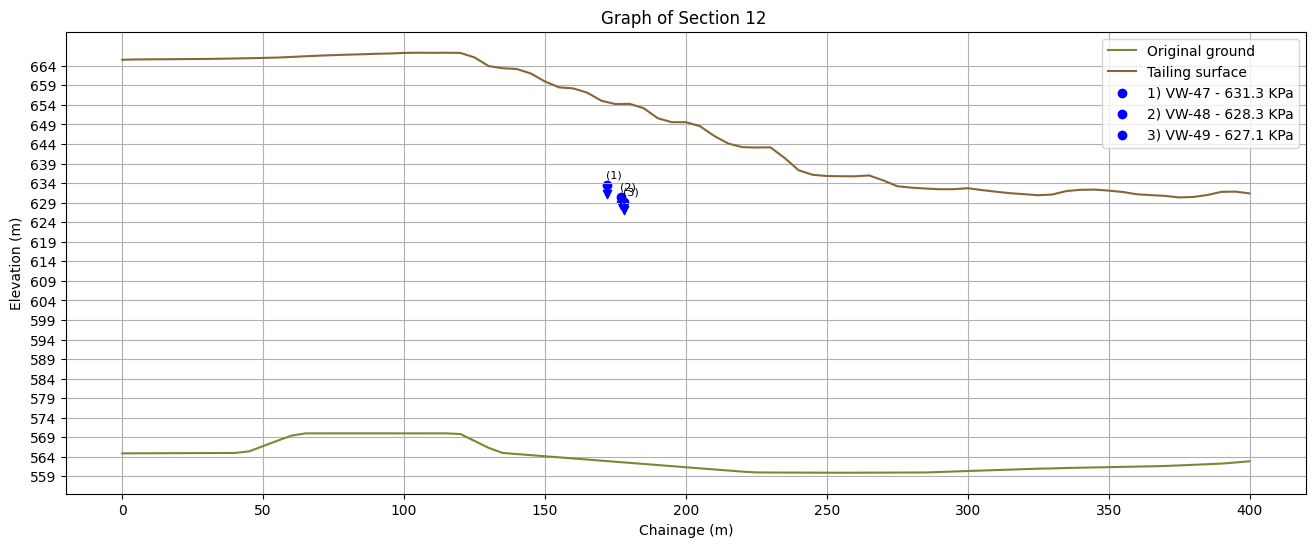 Graph of Section 12
Original ground
Tailing surface
1) VW-47 - 631.3 KPa
2) VW-48 - 628.3 KPa
3) VW-49 - 627.1 KPa
Elevation (m)
664
659
654
649
644
639
634
629
624
619
614
609
604
599
594
589
584
579
574
569
564
559
(1)
(2)
(3)
0 50 100 150 200 250 300 350 400
Chainage (m)